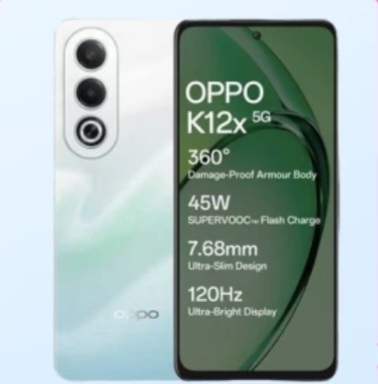 OPPO
K12x 5G
360°
Damage-Proof Armour Body
45W
SUPERVOOC™ Flash Charge
7.68mm
Ultra-Slim Design
120Hz
Ultra-Bright Display
oppo